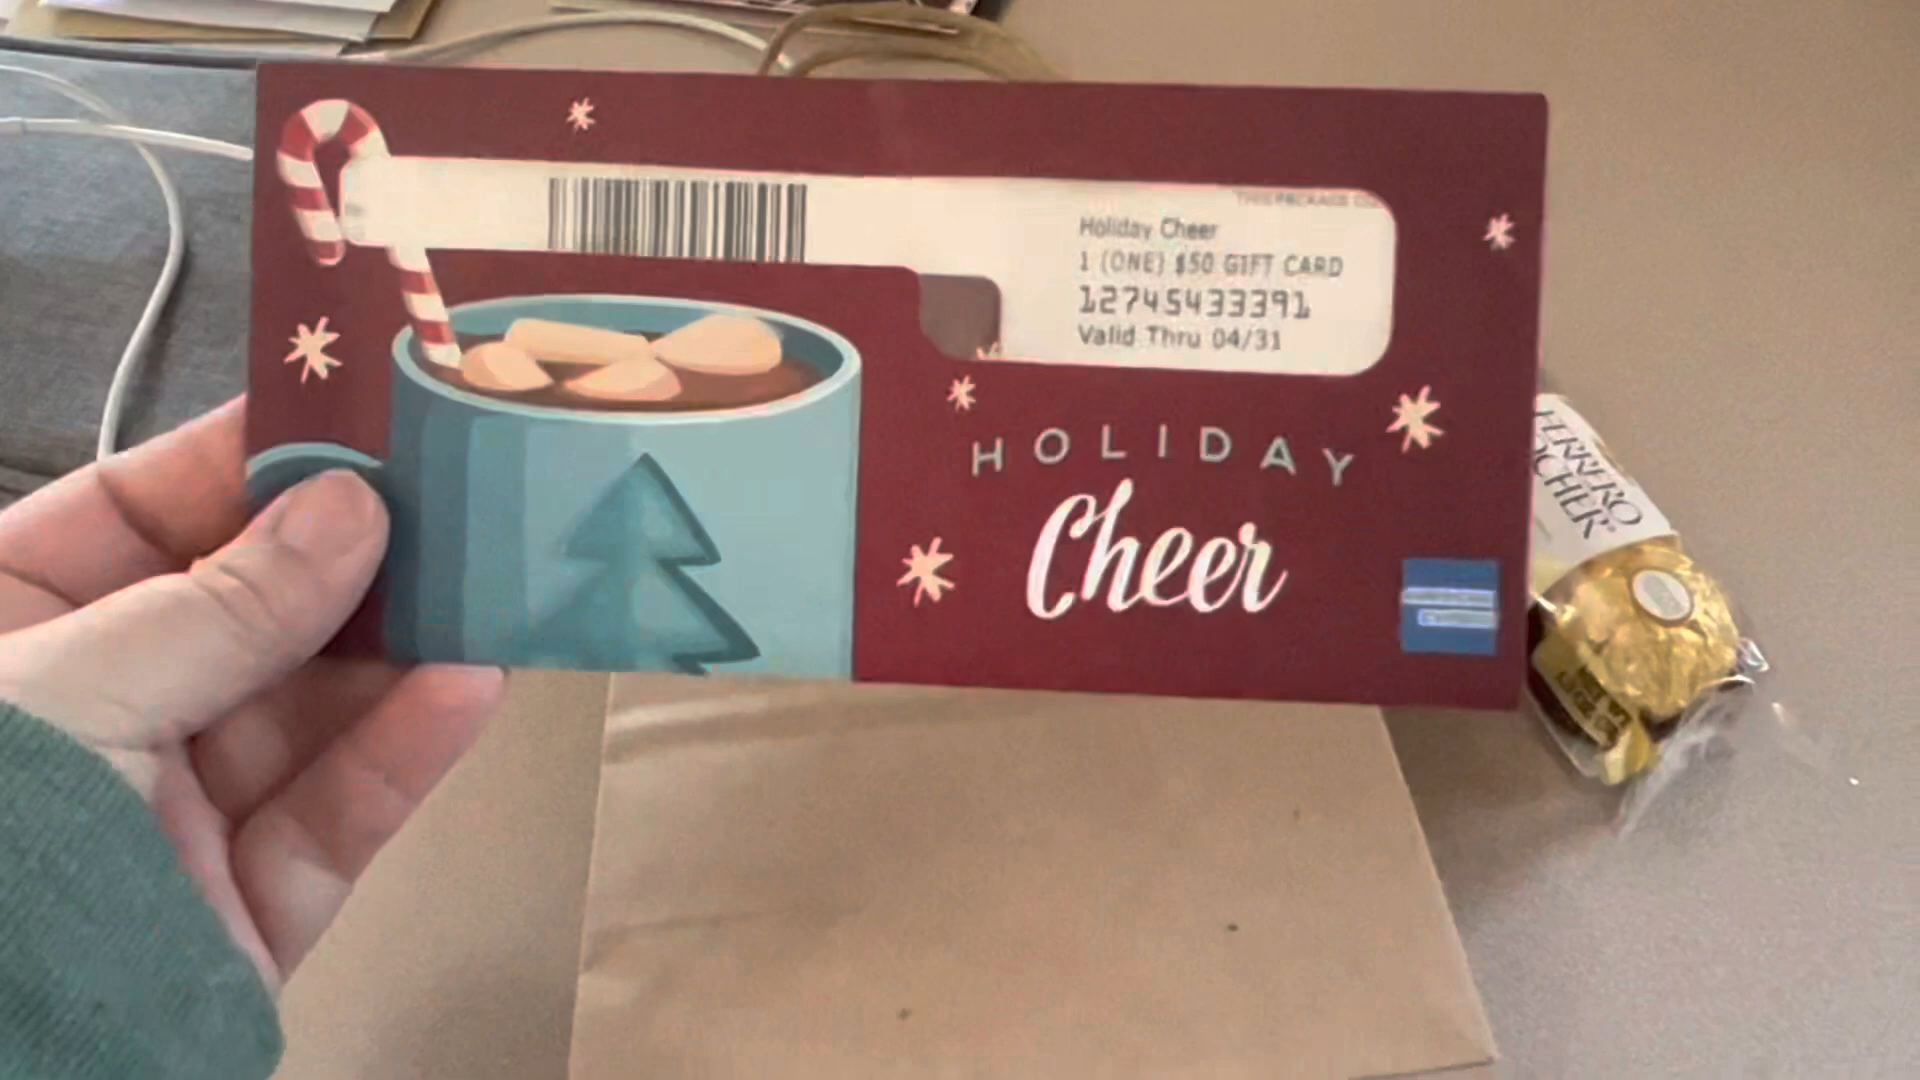 Holiday Cheer
1 (ONE) $50 GIFT CARD
12745433391
Valid Thru 04/31
HOLIDAY
Cheer
FERRERO
ROCHER